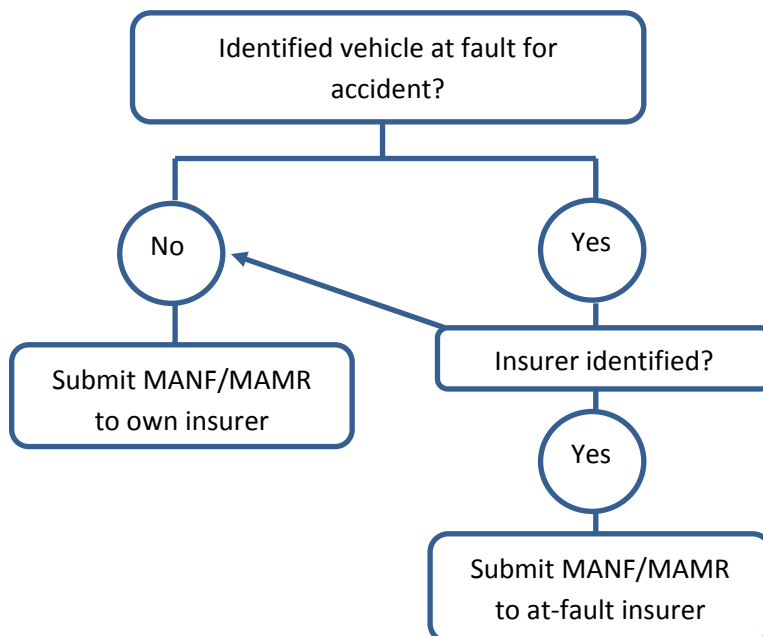 Identified vehicle at fault for
accident?
No
Yes
Insurer identified?
Submit MANF/MAMR
to own insurer
Yes
Submit MANF/MAMR
to at-fault insurer